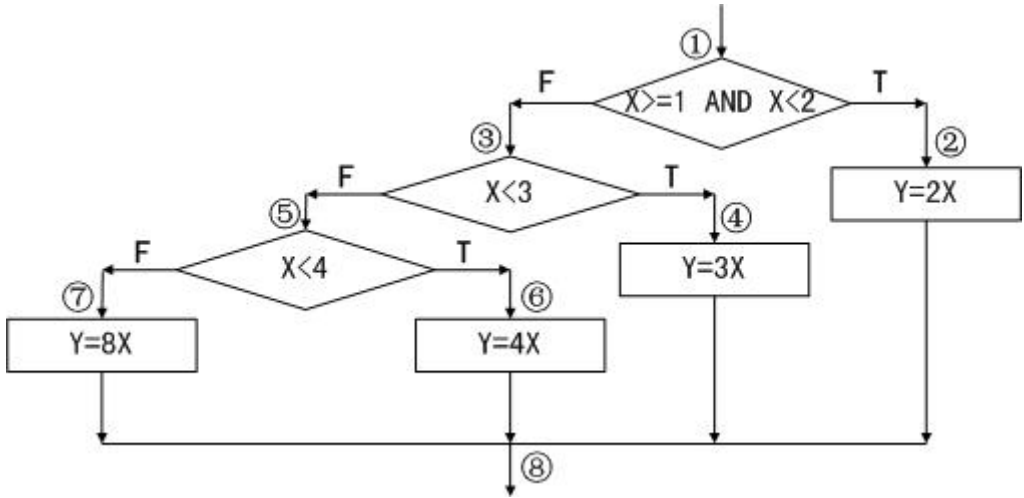 ①
F
X>=1 AND X<2
T
③
②
F
X<3
T
Y=2X
⑤
④
F
X<4
T
Y=3X
⑦
⑥
Y=8X
Y=4X
⑧